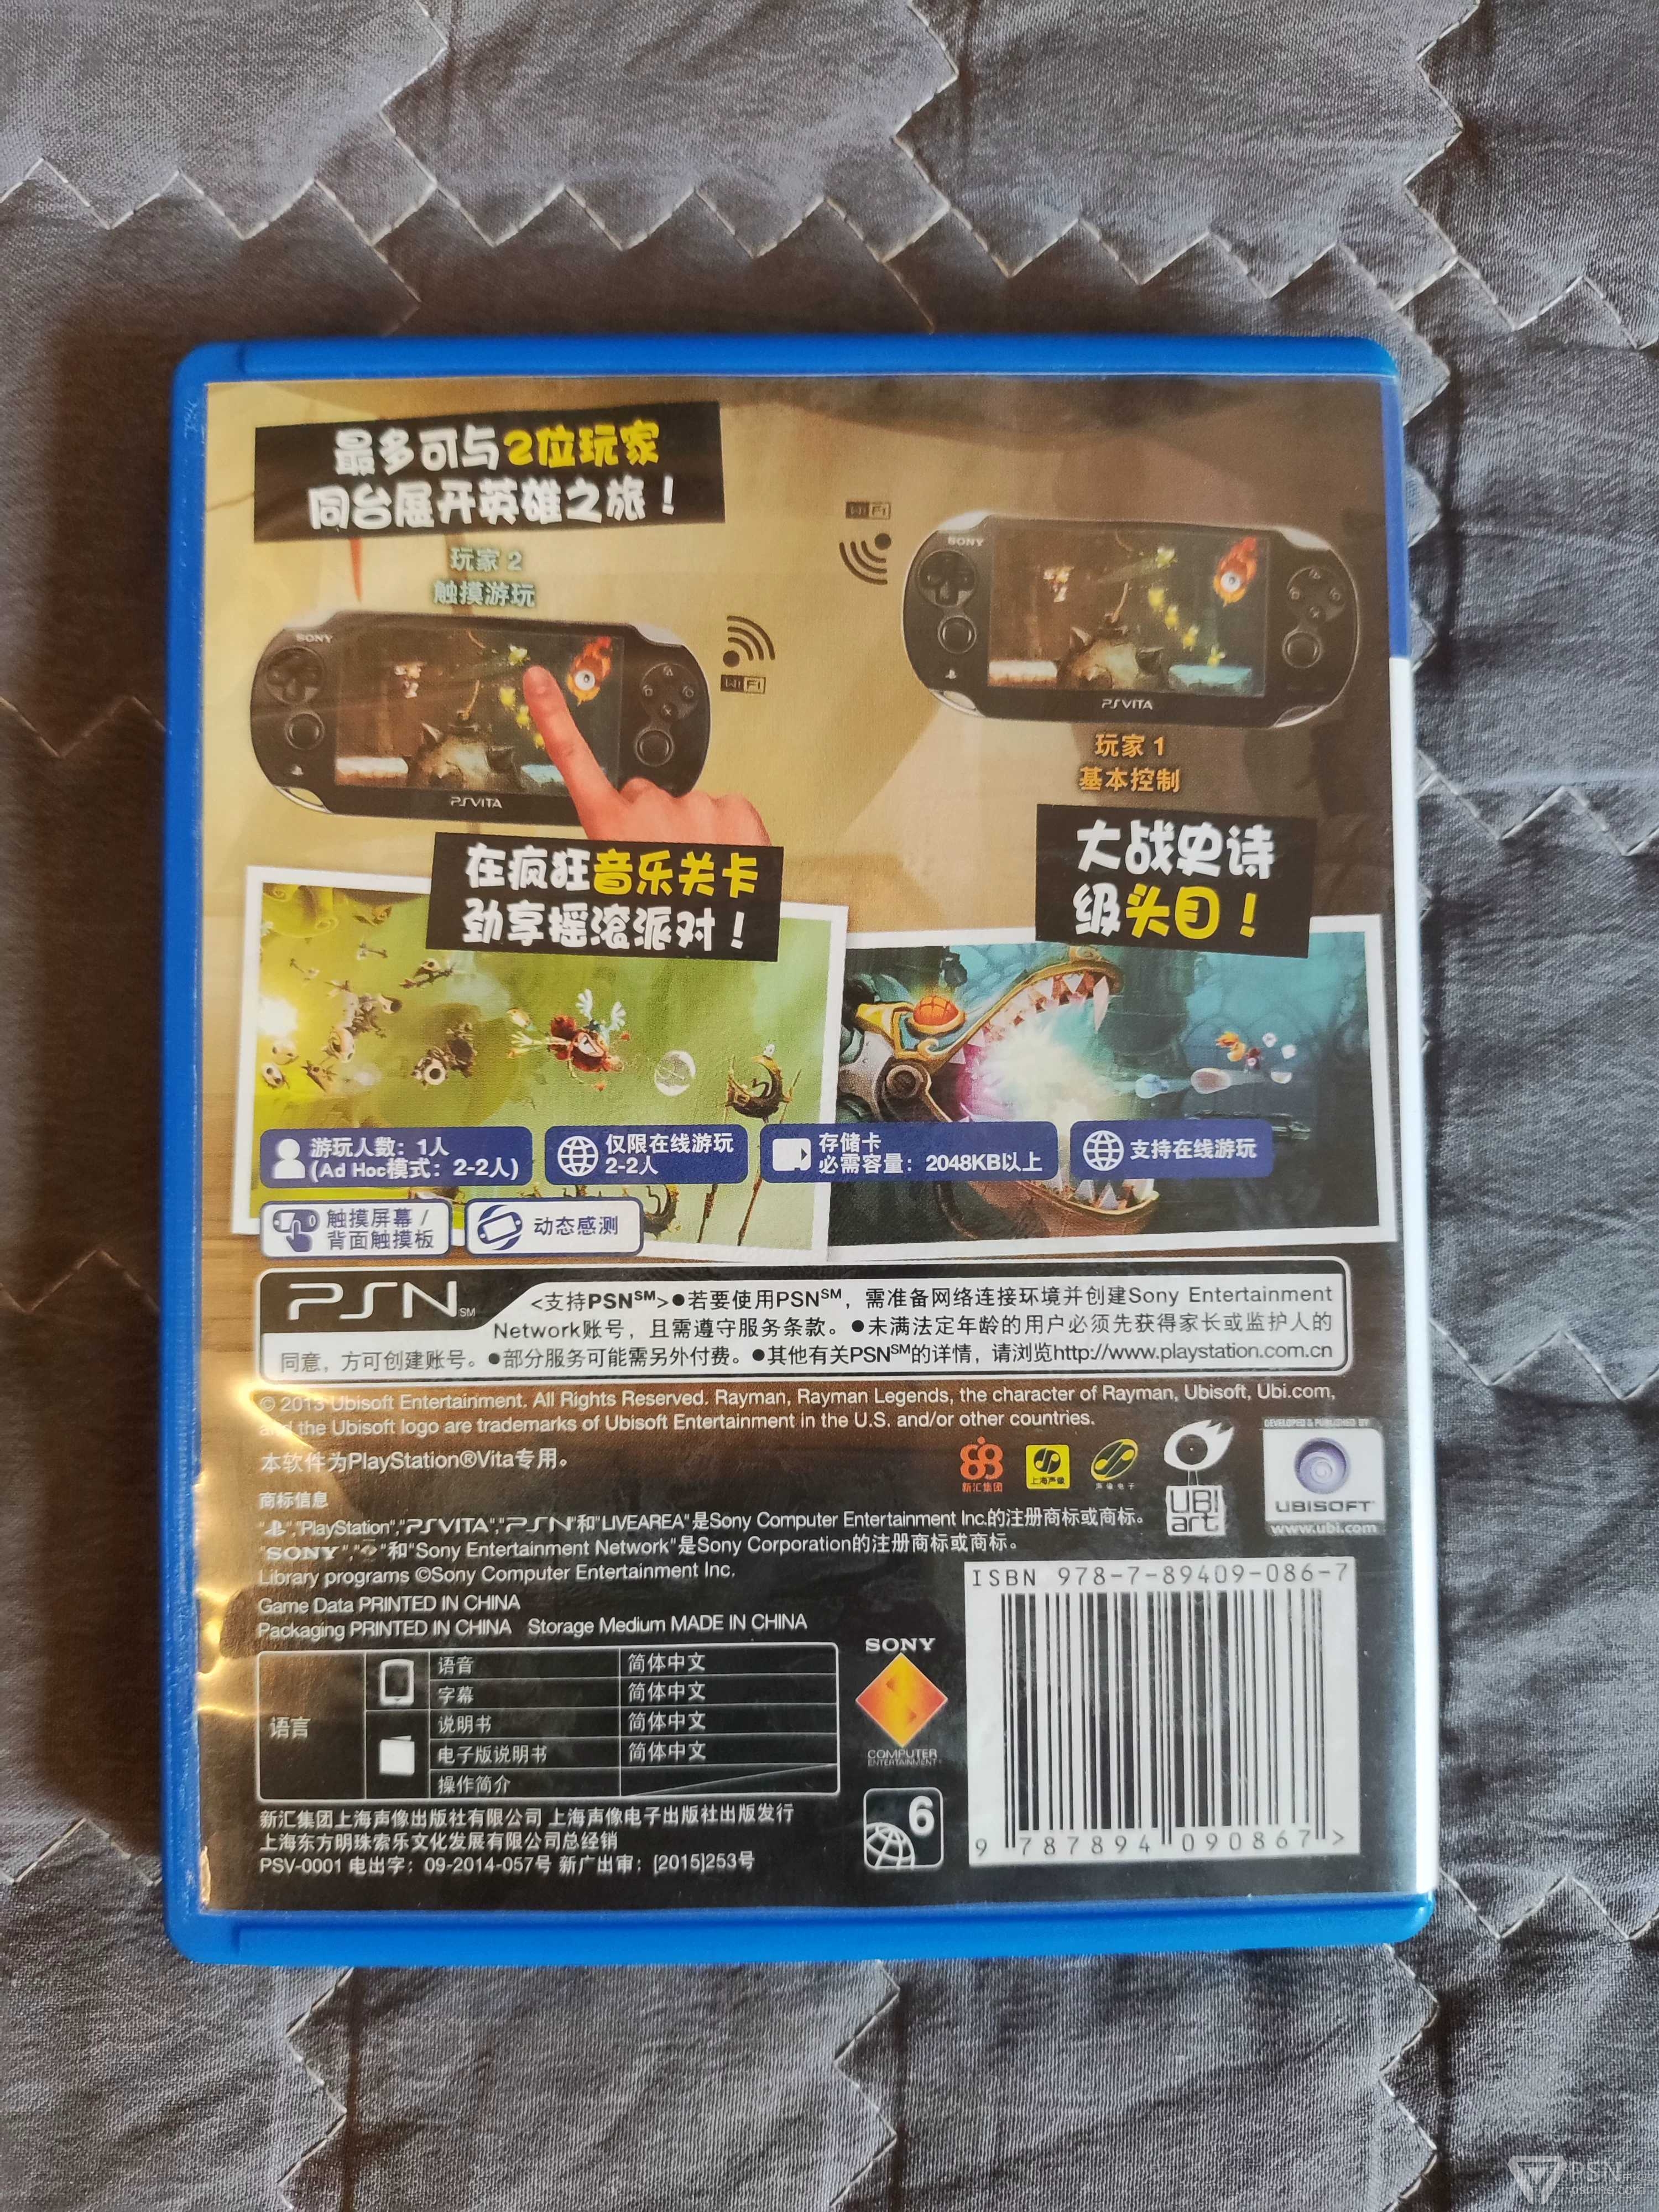 最多可与2位玩家
同台展开英雄之旅！
玩家 2
触摸游玩
SONY
PSVITA
Wi Fi
Wi Fi
SONY
PSVITA
玩家 1
基本控制
在疯狂音乐关卡
劲享摇滚派对！
大战史诗
级头目！
游玩人数：1人
(Ad Hoc模式：2-2人)
仅限在线游玩
2-2人
存储卡
必需容量：2048KB以上
支持在线游玩
触摸屏幕 /
背面触摸板
动态感测
PSN SM
<支持PSN℠>●若要使用PSN℠，需准备网络连接环境并创建Sony Entertainment
Network账号，且需遵守服务条款。●未满法定年龄的用户必须先获得家长或监护人的
同意，方可创建账号。●部分服务可能需另外付费。●其他有关PSN℠的详情，请浏览http://www.playstation.com.cn
© 2013 Ubisoft Entertainment. All Rights Reserved. Rayman, Rayman Legends, the character of Rayman, Ubisoft, Ubi.com,
and the Ubisoft logo are trademarks of Ubisoft Entertainment in the U.S. and/or other countries.
本软件为PlayStation®Vita专用。
新汇集团
上海声像
声像电子
UBI
art
DEVELOPED & PUBLISHED BY
UBISOFT
www.ubi.com
商标信息
"","PlayStation","PSVITA","PSN"和"LIVEAREA"是Sony Computer Entertainment Inc.的注册商标或商标。
"SONY",""和"Sony Entertainment Network"是Sony Corporation的注册商标或商标。
Library programs ©Sony Computer Entertainment Inc.
Game Data PRINTED IN CHINA
Packaging PRINTED IN CHINA Storage Medium MADE IN CHINA
语言
语音 简体中文
字幕 简体中文
说明书 简体中文
电子版说明书 简体中文
操作简介
SONY
COMPUTER
ENTERTAINMENT
6
ISBN 978-7-89409-086-7
9 787894 090867 >
新汇集团上海声像出版社有限公司 上海声像电子出版社出版发行
上海东方明珠索乐文化发展有限公司总经销
PSV-0001 电出字：09-2014-057号 新广出审：[2015]253号
PSN